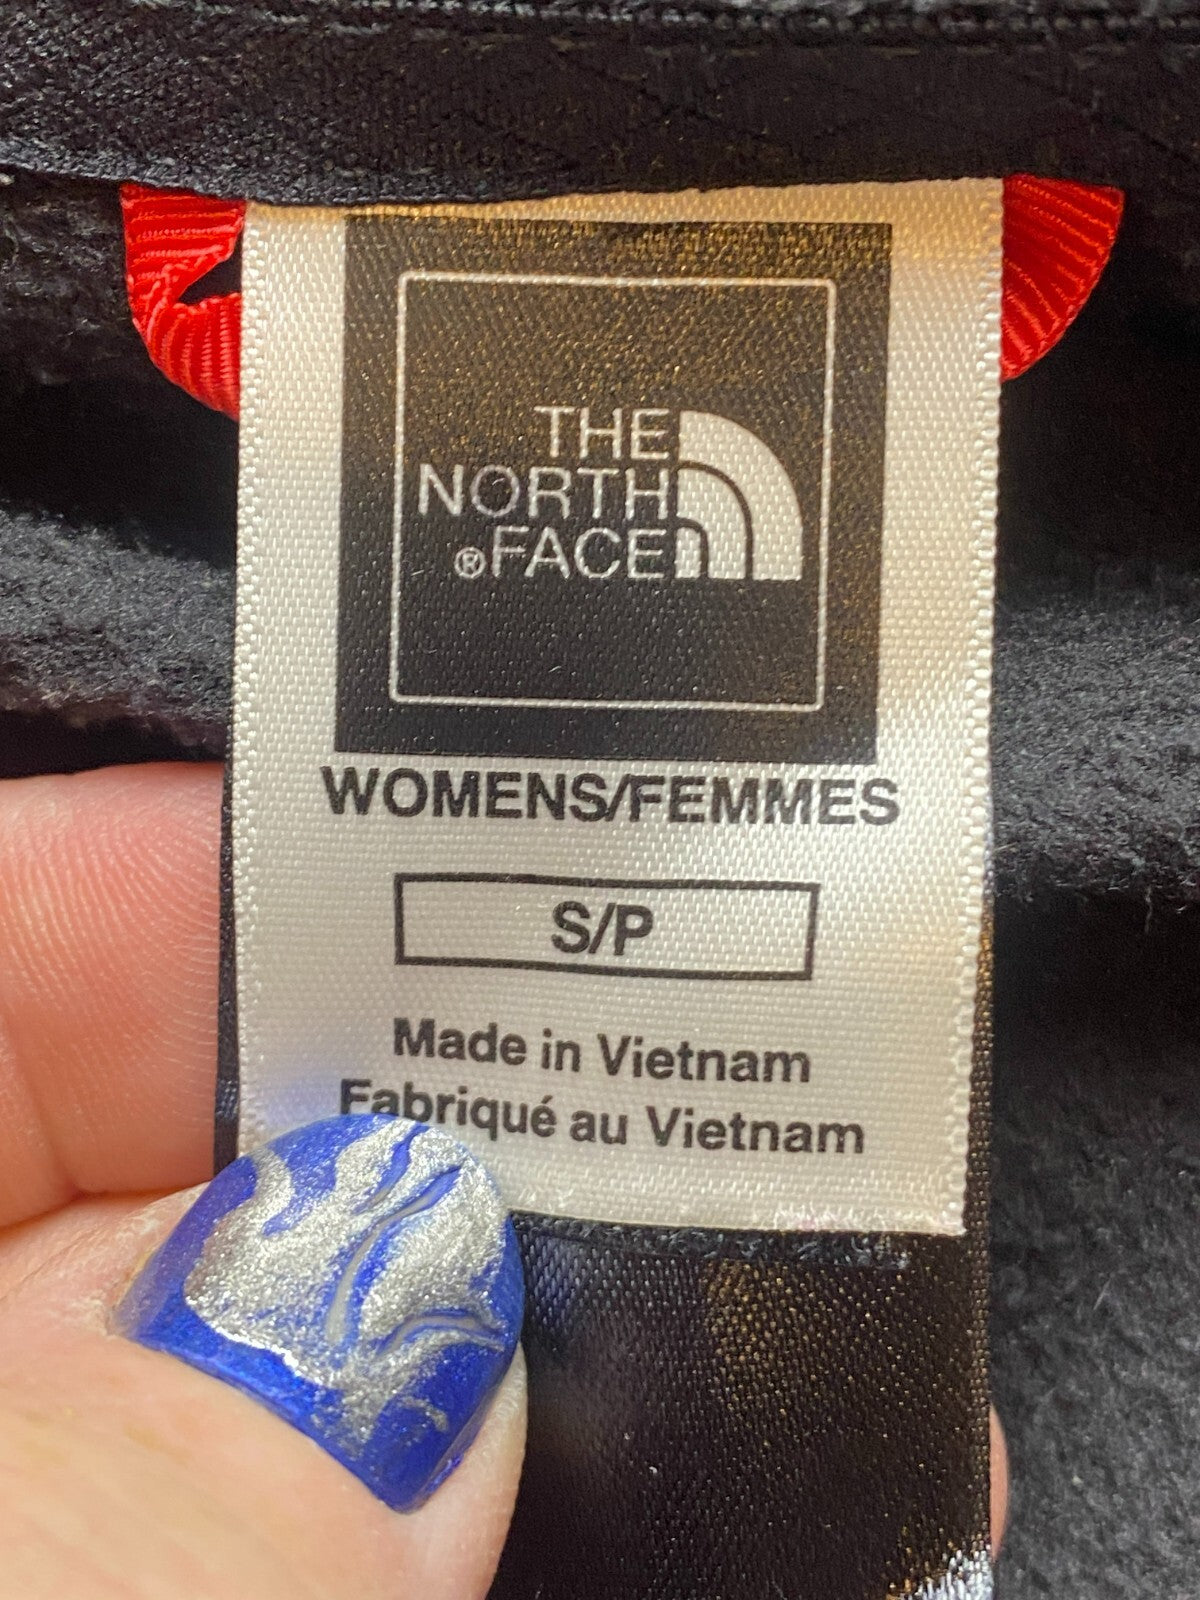 THE
NORTH
®FACE
WOMENS/FEMMES
S/P
Made in Vietnam
Fabriqué au Vietnam